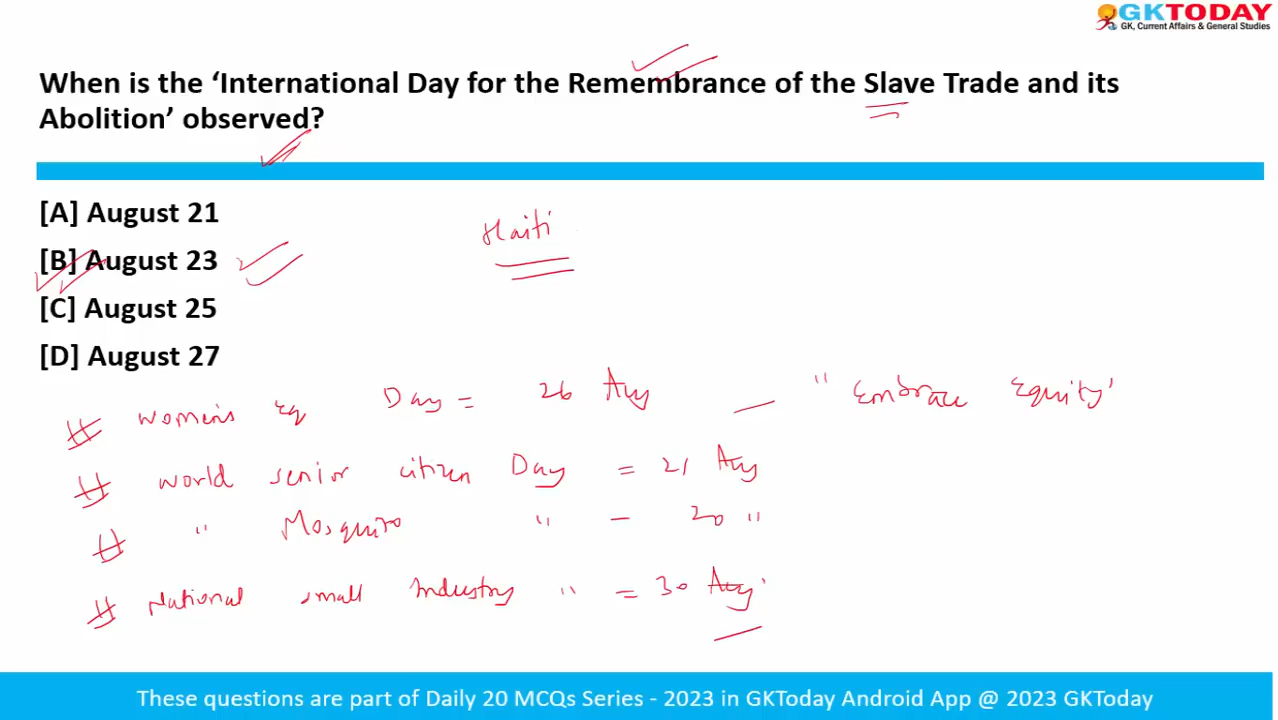 GKTODAY
GK, Current Affairs & General Studies
When is the ‘International Day for the Remembrance of the Slave Trade and its
Abolition’ observed?
[A] August 21
[B] August 23
[C] August 25
[D] August 27
Haiti
# Women's Eq Day = 26 Aug — "Embrace Equity"
# World senior citizen Day = 21 Aug
# " Mosquito " — 20 "
# National small Industry " = 30 Aug
These questions are part of Daily 20 MCQs Series - 2023 in GKToday Android App @ 2023 GKToday